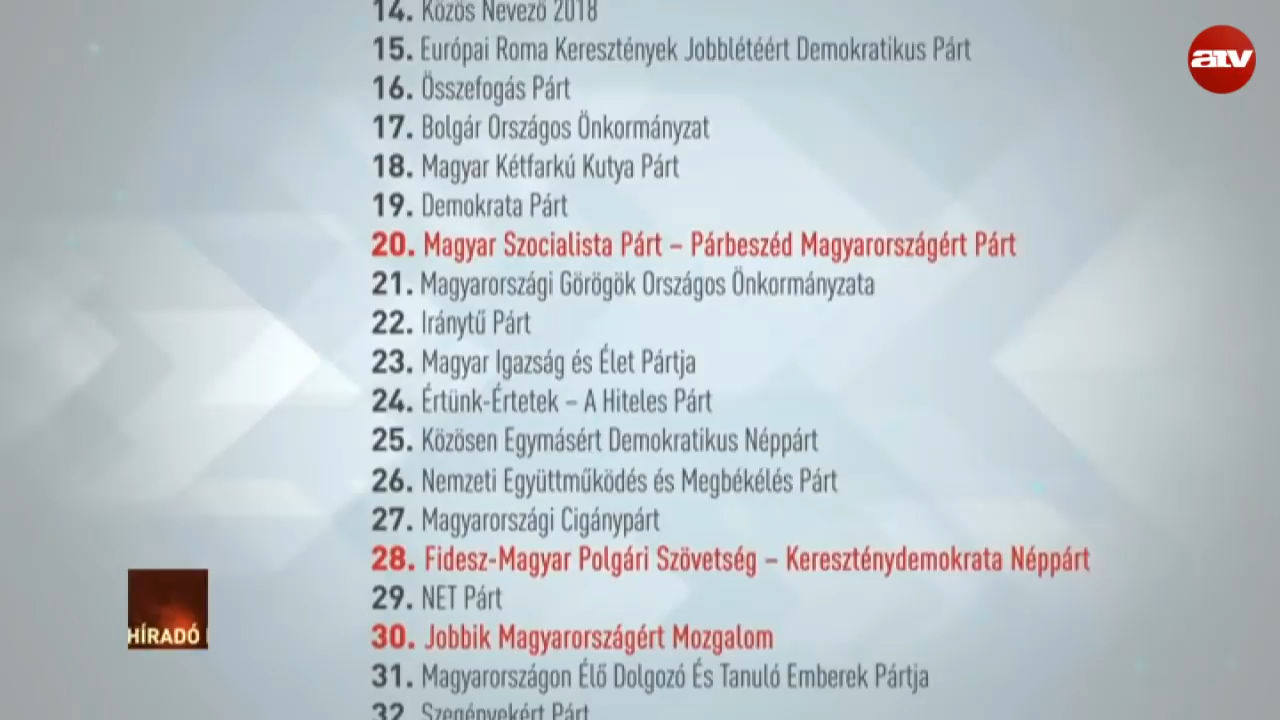 14. Közös Nevező 2018
atv
15. Európai Roma Keresztények Jobblétéért Demokratikus Párt
16. Összefogás Párt
17. Bolgár Országos Önkormányzat
18. Magyar Kétfarkú Kutya Párt
19. Demokrata Párt
20. Magyar Szocialista Párt – Párbeszéd Magyarországért Párt
21. Magyarországi Görögök Országos Önkormányzata
22. Iránytű Párt
23. Magyar Igazság és Élet Pártja
24. Értünk-Értetek – A Hiteles Párt
25. Közösen Egymásért Demokratikus Néppárt
26. Nemzeti Együttműködés és Megbékélés Párt
27. Magyarországi Cigánypárt
28. Fidesz-Magyar Polgári Szövetség – Kereszténydemokrata Néppárt
29. NET Párt
HÍRADÓ
30. Jobbik Magyarországért Mozgalom
31. Magyarországon Élő Dolgozó És Tanuló Emberek Pártja
32. Szegényekért Párt